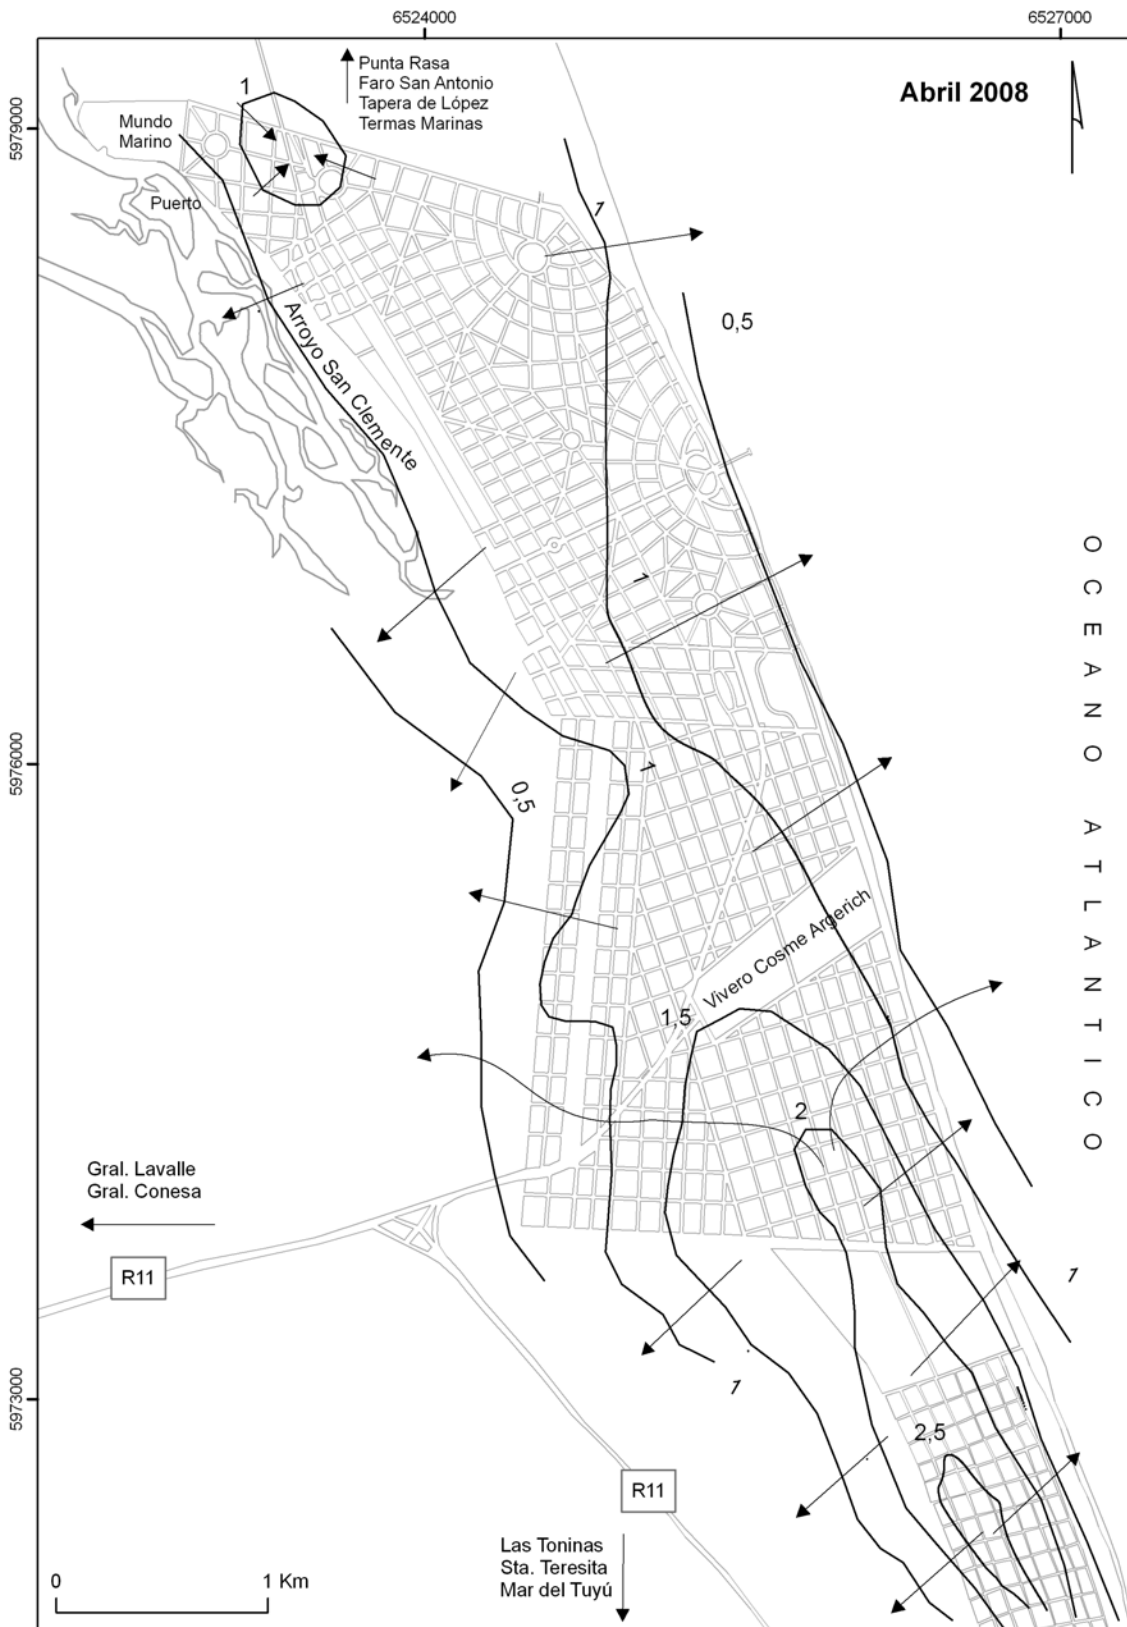 6524000
6527000
Abril 2008
Punta Rasa
Faro San Antonio
Tapera de López
Termas Marinas
1
5979000
Mundo
Marino
Puerto
1
0,5
Arroyo San Clemente
1
OCEANO ATLANTICO
5976000
1
0,5
Vivero Cosme Argerich
1,5
2
Gral. Lavalle
Gral. Conesa
R11
1
1
5973000
2,5
R11
Las Toninas
Sta. Teresita
Mar del Tuyú
0
1 Km